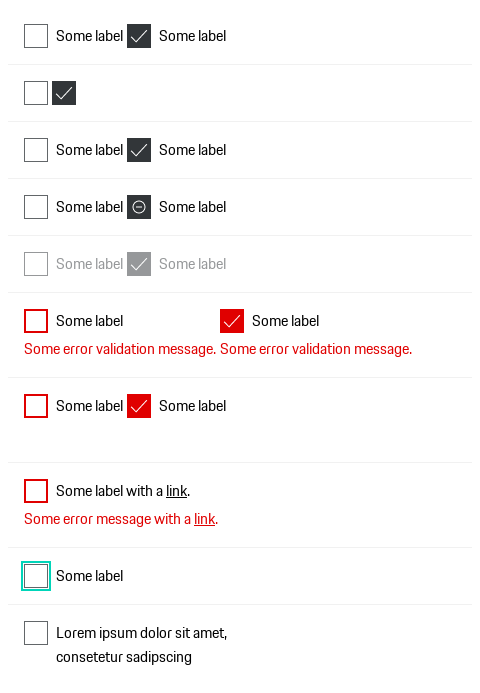 Some label Some label
Some label Some label
Some label Some label
Some label Some label
Some label Some label
Some error validation message. Some error validation message.
Some label Some label
Some label with a link.
Some error message with a link.
Some label
Lorem ipsum dolor sit amet,
consetetur sadipscing